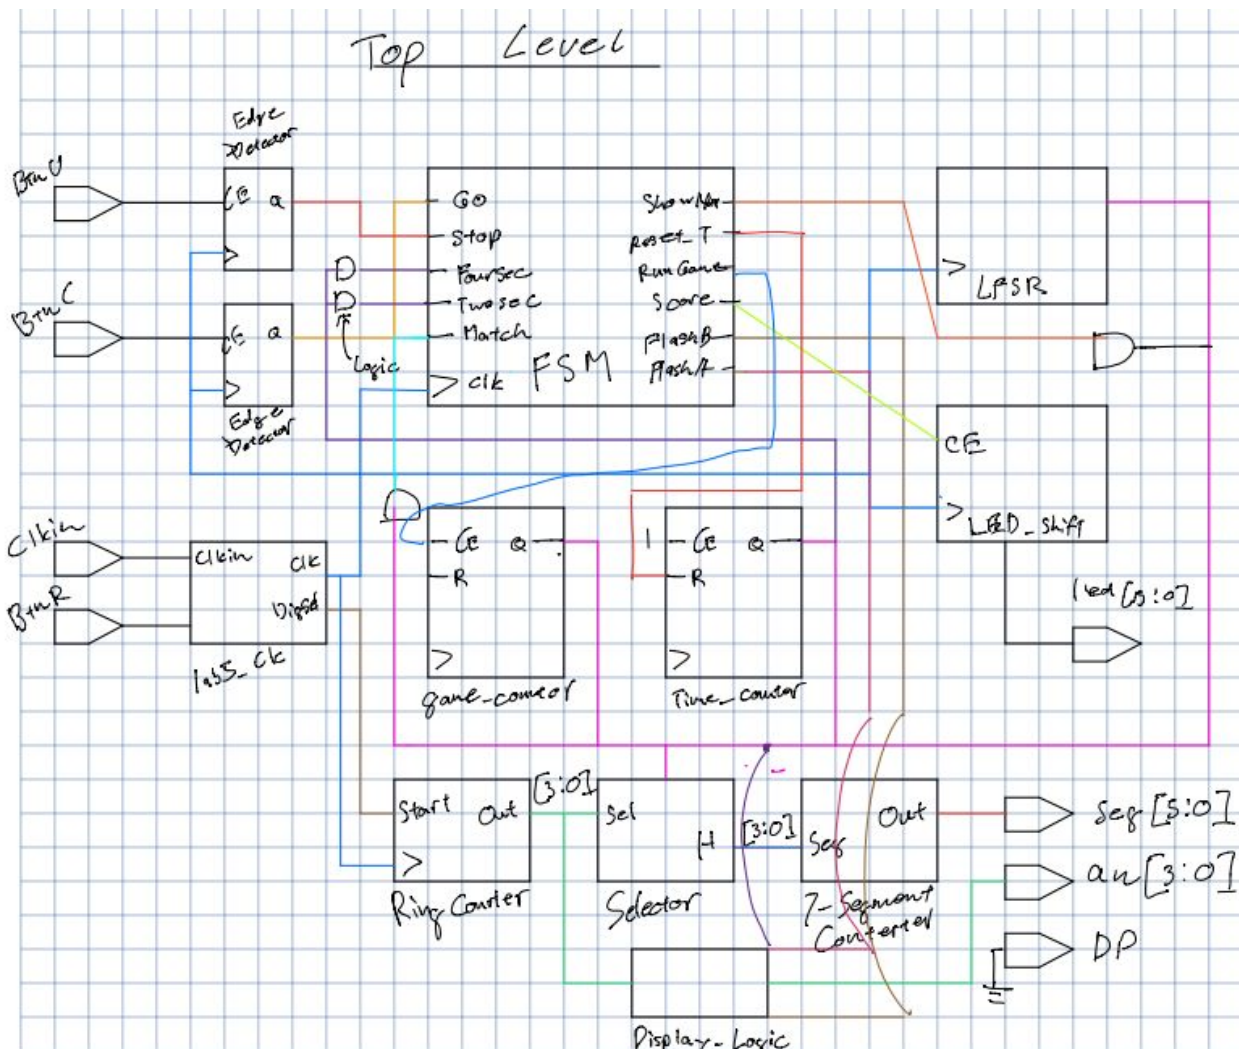 Top Level
Edge
Detector
BtnU
CE Q
Go
Stop
Foursec
Twosec
Match
Clk
FSM
ShowNum
Reset_T
RunGame
Score
FlashB
FlashA
LFSR
BtnC
CE Q
Edge
Detector
Logic
CE
LED_Shift
led [15:0]
Clkin
BtnR
Clkin
Clk
Digsel
lab5_Clk
CE Q
R
game_counter
1
CE Q
R
Time_counter
Start
Out
Ring Counter
[3:0]
Sel
H
Selector
[3:0]
Seg
Out
7-Segment
Converter
seg [5:0]
an [3:0]
DP
Display_Logic